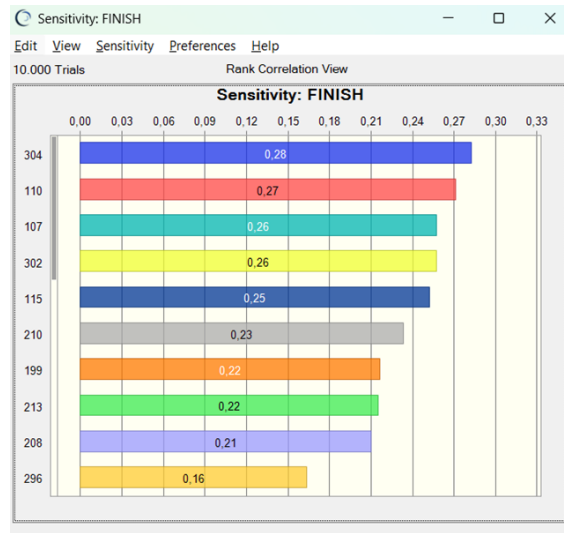 Sensitivity: FINISH
Edit View Sensitivity Preferences Help
10.000 Trials Rank Correlation View
Sensitivity: FINISH
0,00 0,03 0,06 0,09 0,12 0,15 0,18 0,21 0,24 0,27 0,30 0,33
304 0,28
110 0,27
107 0,26
302 0,26
115 0,25
210 0,23
199 0,22
213 0,22
208 0,21
296 0,16